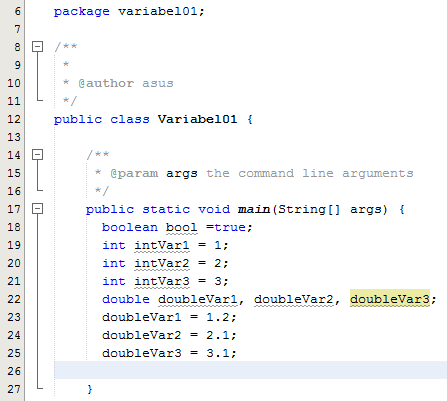 6 package variabel01;
7
8 /**
9 *
10 * @author asus
11 */
12 public class Variabel01 {
13
14 /**
15 * @param args the command line arguments
16 */
17 public static void main(String[] args) {
18 boolean bool =true;
19 int intVar1 = 1;
20 int intVar2 = 2;
21 int intVar3 = 3;
22 double doubleVar1, doubleVar2, doubleVar3;
23 doubleVar1 = 1.2;
24 doubleVar2 = 2.1;
25 doubleVar3 = 3.1;
26
27 }